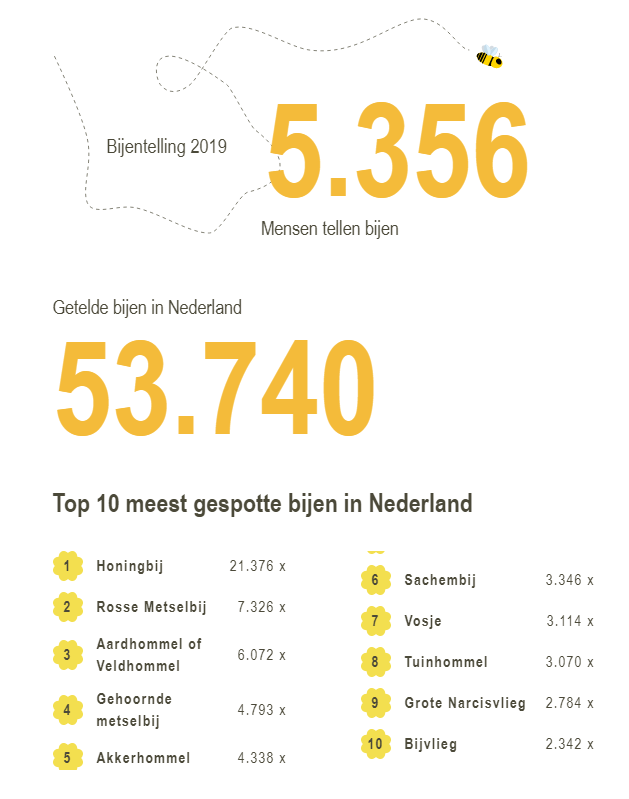 Bijentelling 2019
5.356
Mensen tellen bijen
Getelde bijen in Nederland
53.740
Top 10 meest gespotte bijen in Nederland
1 Honingbij 21.376 x
2 Rosse Metselbij 7.326 x
3 Aardhommel of
Veldhommel 6.072 x
4 Gehoornde
metselbij 4.793 x
5 Akkerhommel 4.338 x
6 Sachembij 3.346 x
7 Vosje 3.114 x
8 Tuinhommel 3.070 x
9 Grote Narcisvlieg 2.784 x
10 Bijvlieg 2.342 x